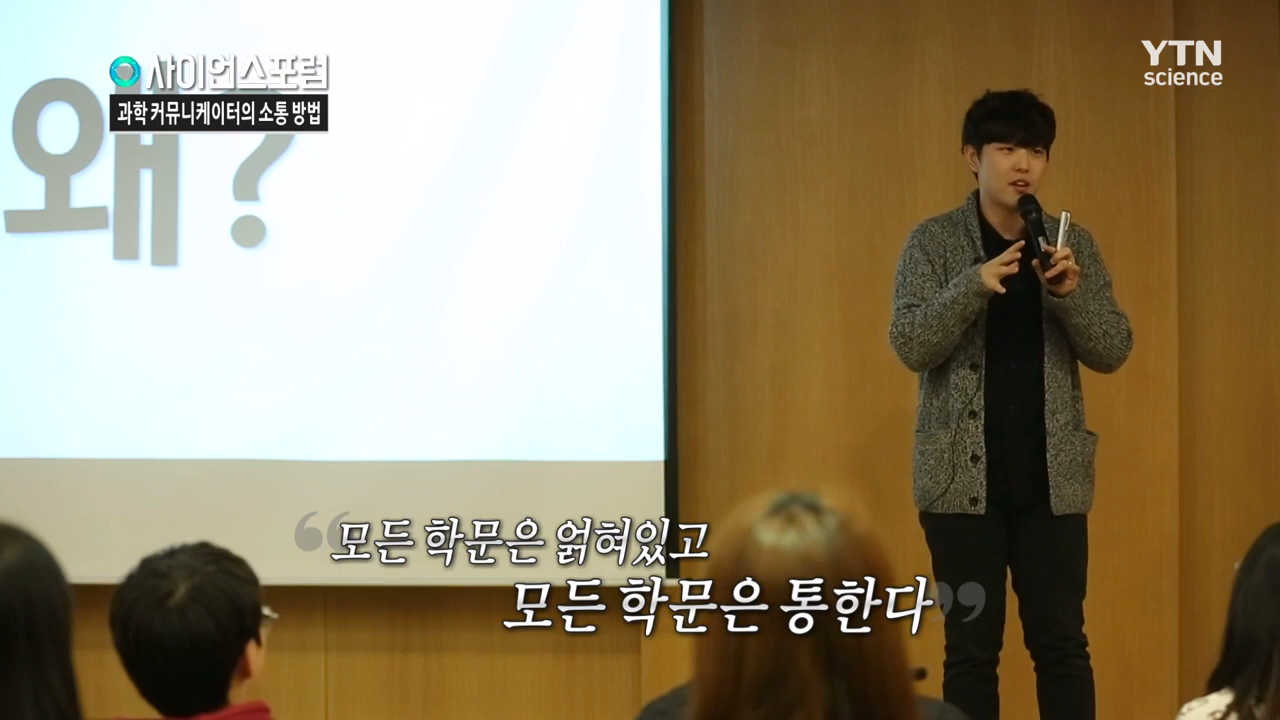 사이언스포럼
과학 커뮤니케이터의 소통 방법
YTN
science
왜?
“모든 학문은 얽혀있고
모든 학문은 통한다”